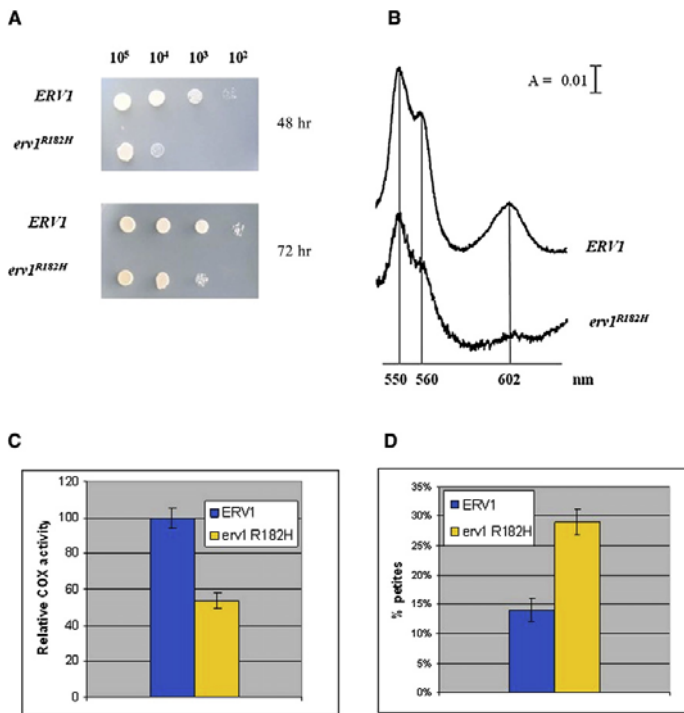 A
10⁵ 10⁴ 10³ 10²
ERV1
erv1ᴿ¹⁸²ᴴ
48 hr
ERV1
erv1ᴿ¹⁸²ᴴ
72 hr
B
A = 0.01
ERV1
erv1ᴿ¹⁸²ᴴ
550 560 602 nm
C
Relative COX activity
120
100
80
60
40
20
0
ERV1
erv1 R182H
D
% petites
35%
30%
25%
20%
15%
10%
5%
0%
ERV1
erv1 R182H